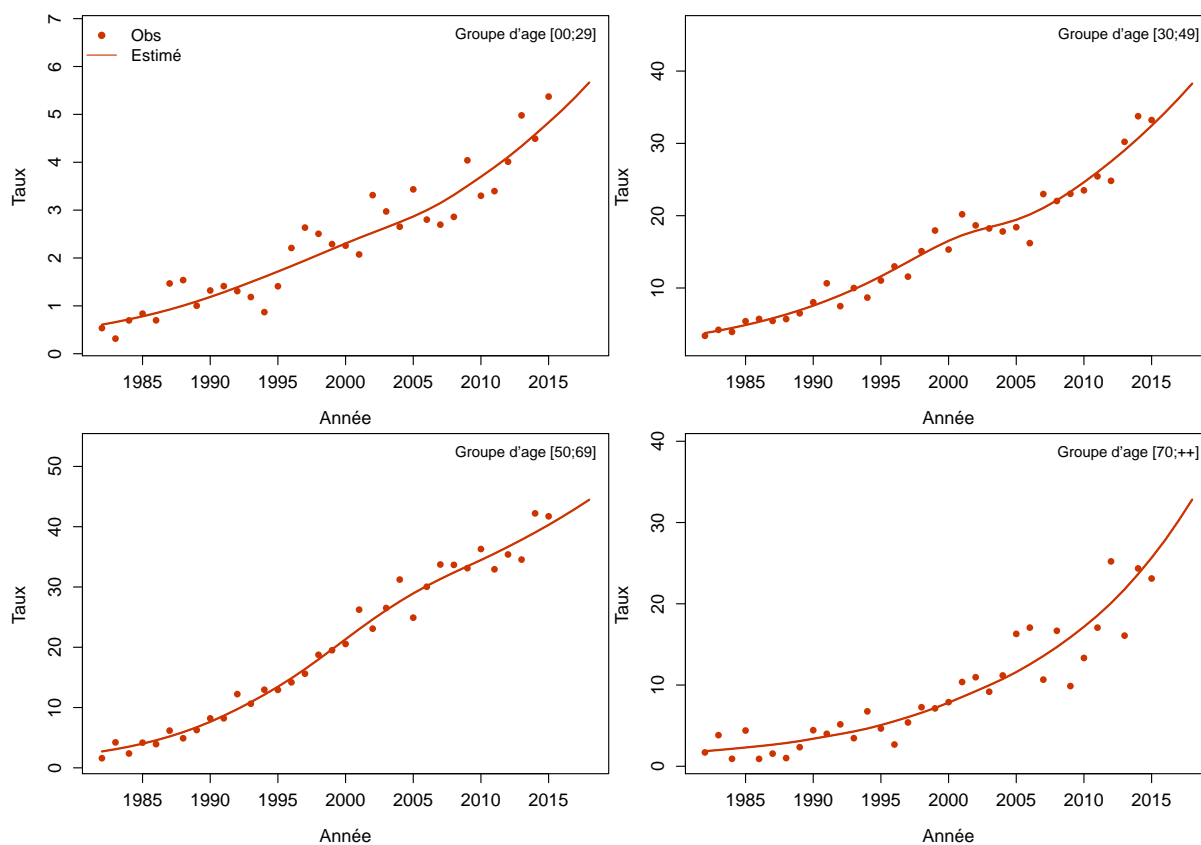 Groupe d'age [00;29]
Obs
Estimé
Taux
0 1 2 3 4 5 6 7
1985 1990 1995 2000 2005 2010 2015
Année
Groupe d'age [30;49]
Taux
10 20 30 40
1985 1990 1995 2000 2005 2010 2015
Année
Groupe d'age [50;69]
Taux
0 10 20 30 40 50
1985 1990 1995 2000 2005 2010 2015
Année
Groupe d'age [70;++]
Taux
0 10 20 30 40
1985 1990 1995 2000 2005 2010 2015
Année